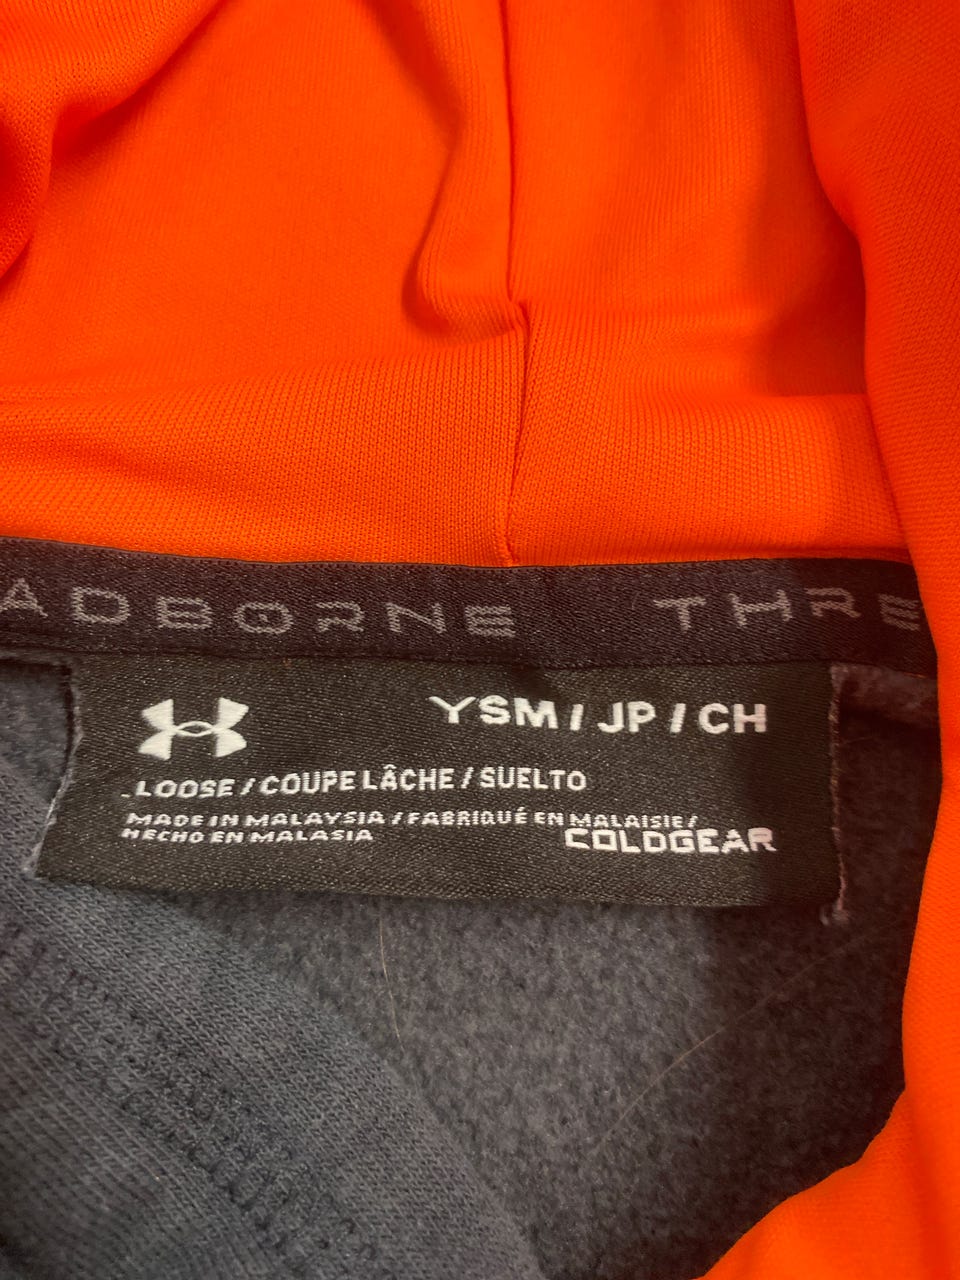 ADBORNE THRE
YSM / JP / CH
LOOSE / COUPE LÂCHE / SUELTO
MADE IN MALAYSIA / FABRIQUÉ EN MALAISIE /
HECHO EN MALASIA
COLDGEAR